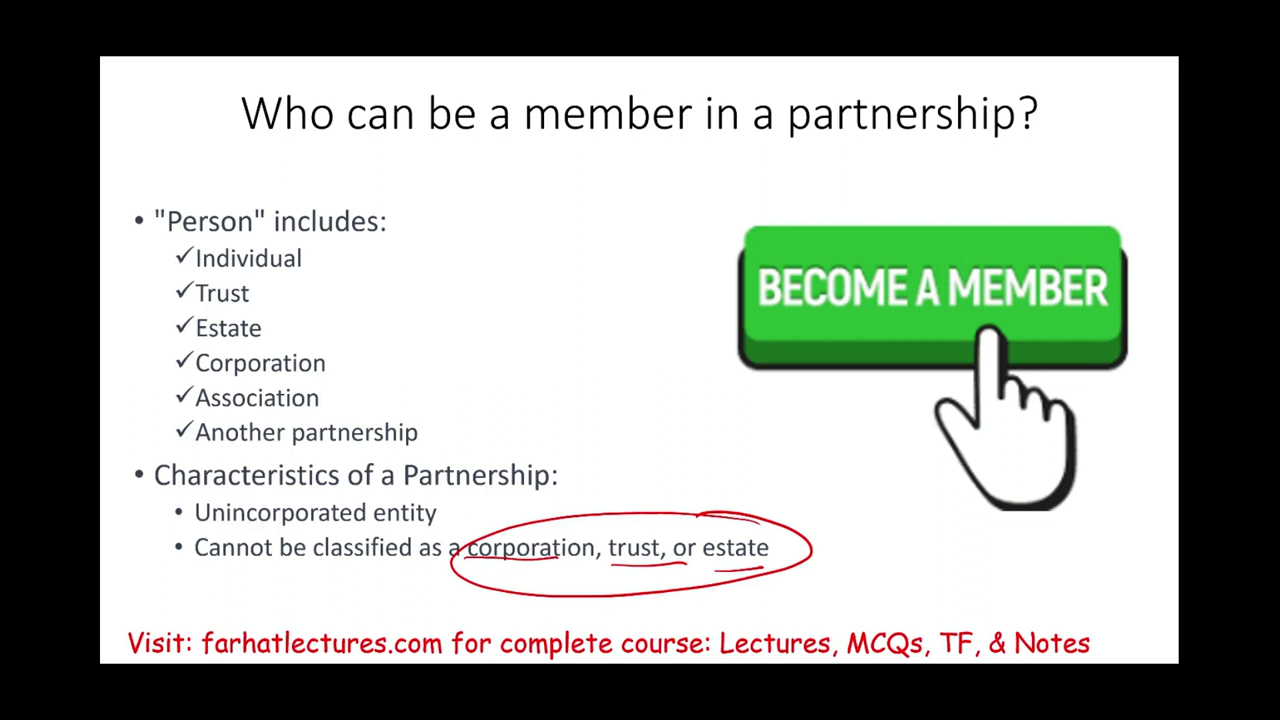 Who can be a member in a partnership?
• "Person" includes:
✓Individual
✓Trust
✓Estate
✓Corporation
✓Association
✓Another partnership
• Characteristics of a Partnership:
• Unincorporated entity
• Cannot be classified as a corporation, trust, or estate
BECOME A MEMBER
Visit: farhatlectures.com for complete course: Lectures, MCQs, TF, & Notes